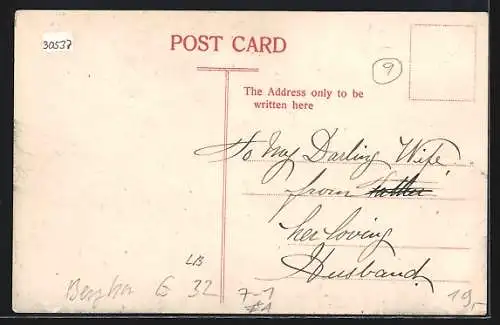 30537
POST CARD
9
The Address only to be
written here
To My Darling Wife
from
her loving
Husband
LB
G 32
7-1
19,-